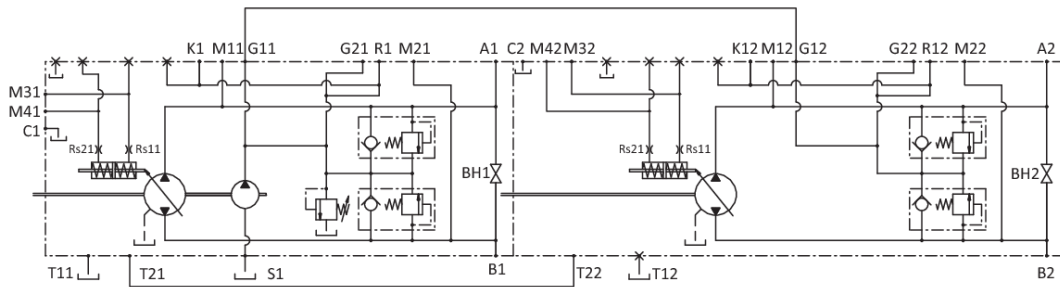 K1 M11 G11 G21 R1 M21 A1 C2 M42 M32 K12 M12 G12 G22 R12 M22 A2
M31
M41
C1
Rs21 Rs11 Rs21 Rs11
BH1 BH2
T11 T21 S1 B1 T22 T12 B2